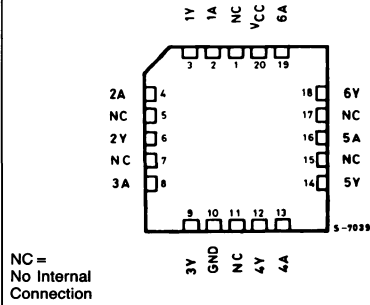 1Y 1A NC VCC 6A
3 2 1 20 19
2A 4 18 6Y
NC 5 17 NC
2Y 6 16 5A
NC 7 15 NC
3A 8 14 5Y
9 10 11 12 13
S-7039
3Y GND NC 4Y 4A
NC =
No Internal
Connection